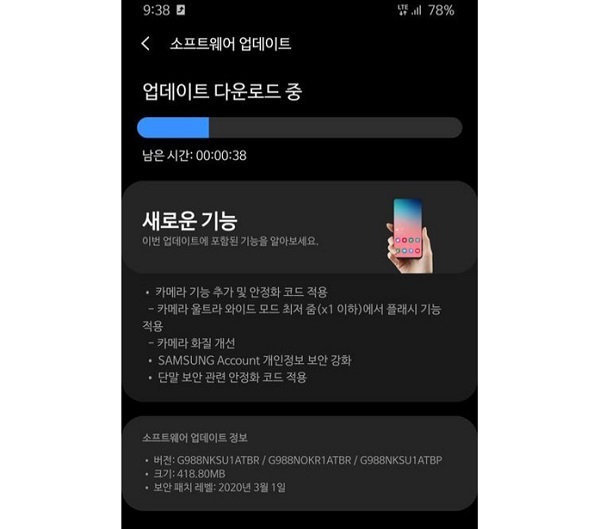 9:38 LTE 78%
소프트웨어 업데이트
업데이트 다운로드 중
남은 시간: 00:00:38
새로운 기능
이번 업데이트에 포함된 기능을 알아보세요.
• 카메라 기능 추가 및 안정화 코드 적용
- 카메라 울트라 와이드 모드 최저 줌(x1 이하)에서 플래시 기능
적용
- 카메라 화질 개선
• SAMSUNG Account 개인정보 보안 강화
• 단말 보안 관련 안정화 코드 적용
소프트웨어 업데이트 정보
• 버전: G988NKSU1ATBR / G988NOKR1ATBR / G988NKSU1ATBP
• 크기: 418.80MB
• 보안 패치 레벨: 2020년 3월 1일